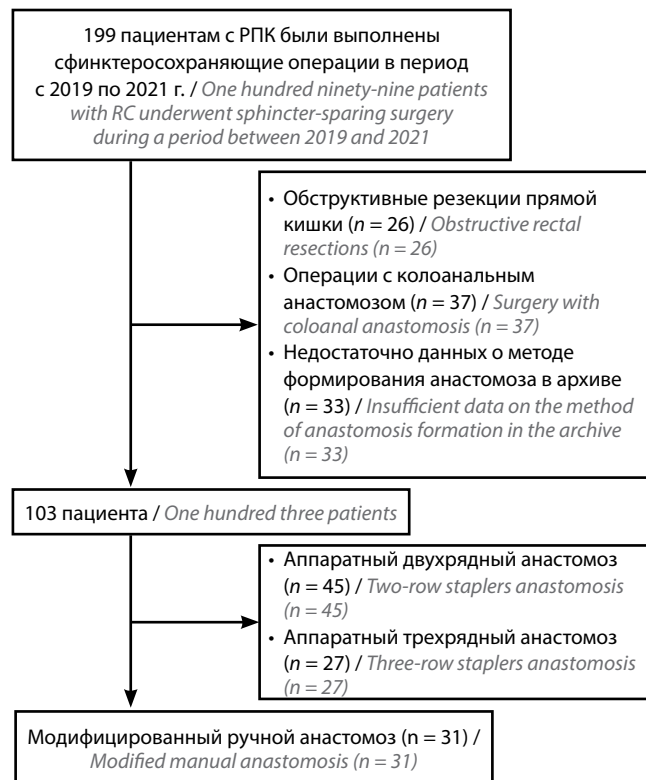 199 пациентам с РПК были выполнены
сфинктеросохраняющие операции в период
с 2019 по 2021 г. / One hundred ninety-nine patients
with RC underwent sphincter-sparing surgery
during a period between 2019 and 2021
• Обструктивные резекции прямой
кишки (n = 26) / Obstructive rectal
resections (n = 26)
• Операции с колоанальным
анастомозом (n = 37) / Surgery with
coloanal anastomosis (n = 37)
• Недостаточно данных о методе
формирования анастомоза в архиве
(n = 33) / Insufficient data on the method
of anastomosis formation in the archive
(n = 33)
103 пациента / One hundred three patients
• Аппаратный двухрядный анастомоз
(n = 45) / Two-row staplers anastomosis
(n = 45)
• Аппаратный трехрядный анастомоз
(n = 27) / Three-row staplers anastomosis
(n = 27)
Модифицированный ручной анастомоз (n = 31) /
Modified manual anastomosis (n = 31)